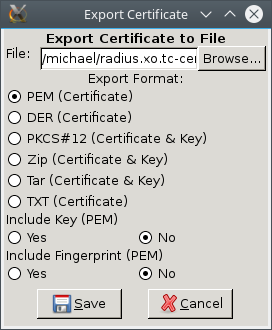 Export Certificate
Export Certificate to File
File: /michael/radius.xo.tc-cer Browse...
Export Format:
PEM (Certificate)
DER (Certificate)
PKCS#12 (Certificate & Key)
Zip (Certificate & Key)
Tar (Certificate & Key)
TXT (Certificate)
Include Key (PEM)
Yes No
Include Fingerprint (PEM)
Yes No
Save Cancel